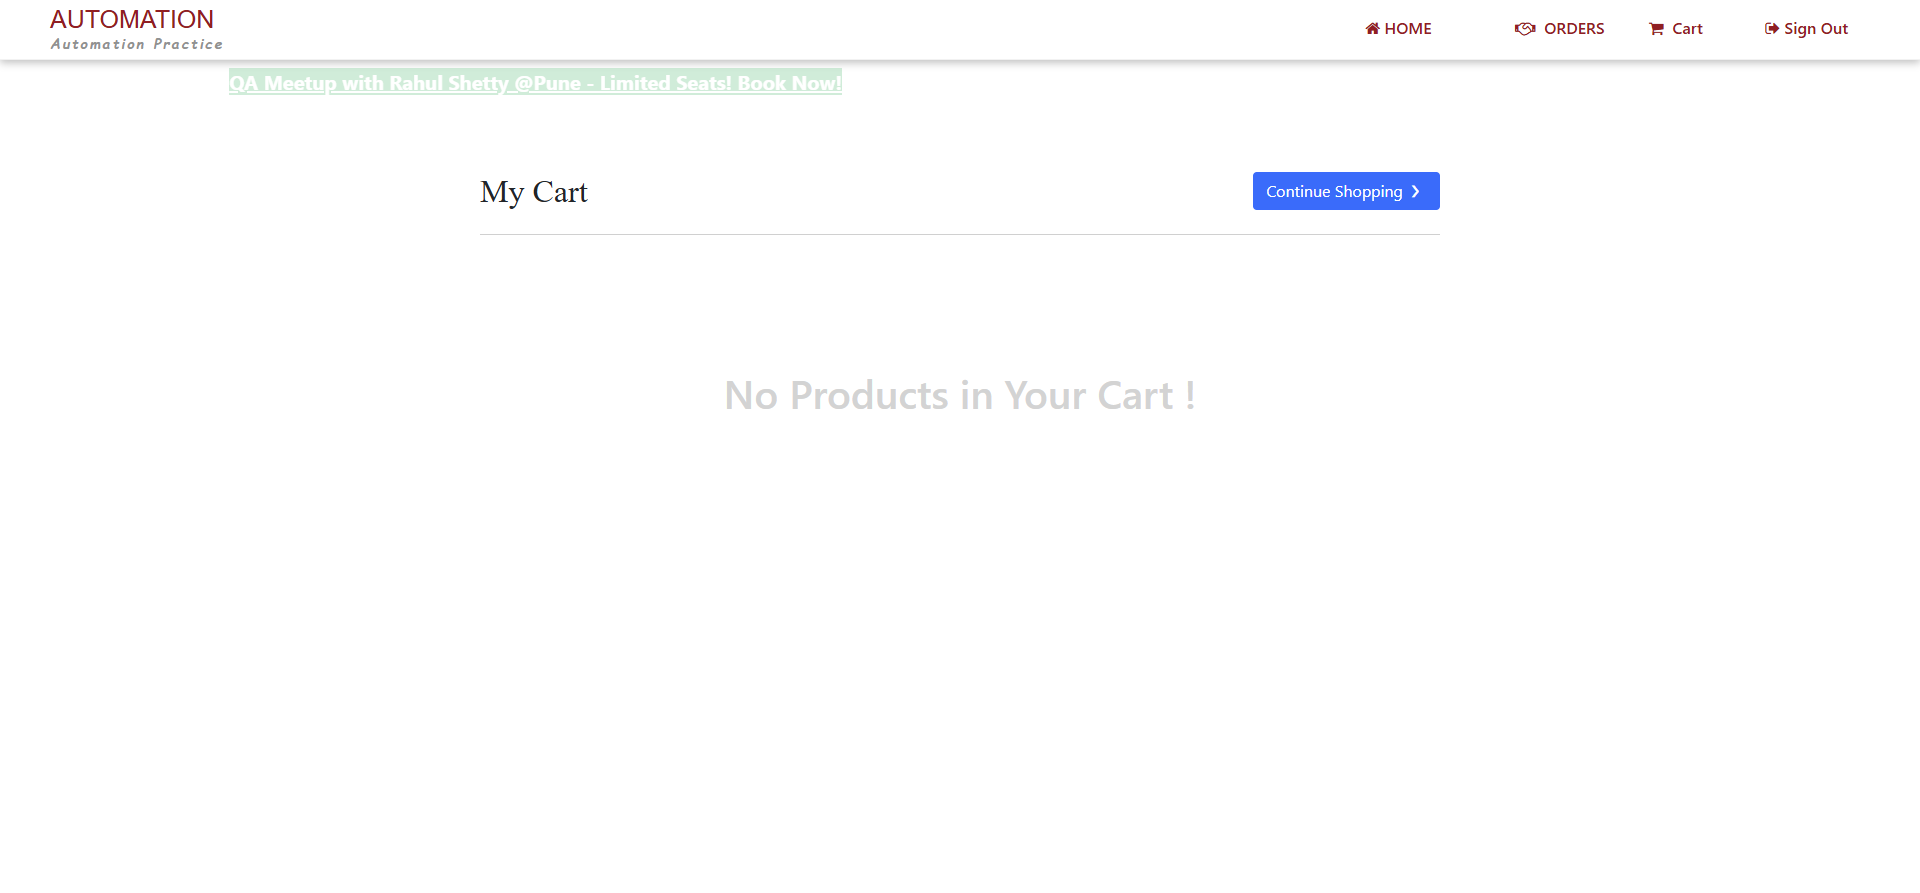 AUTOMATION
Automation Practice
HOME
ORDERS
Cart
Sign Out
QA Meetup with Rahul Shetty @Pune - Limited Seats! Book Now!
My Cart
Continue Shopping ❯
No Products in Your Cart !